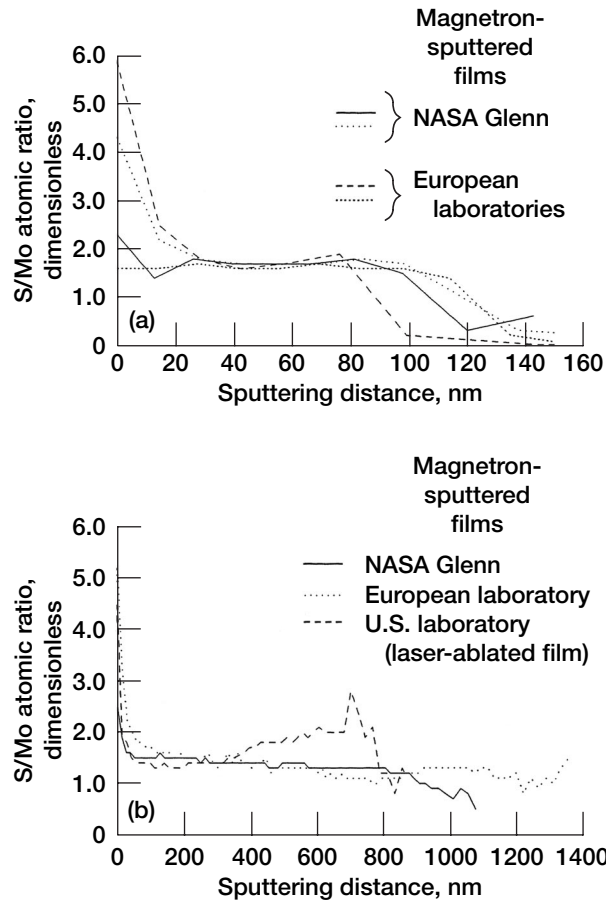 Magnetron-
sputtered
films
NASA Glenn
European
laboratories
S/Mo atomic ratio,
dimensionless
6.0
5.0
4.0
3.0
2.0
1.0
0
(a)
0 20 40 60 80 100 120 140 160
Sputtering distance, nm
Magnetron-
sputtered
films
NASA Glenn
European laboratory
U.S. laboratory
(laser-ablated film)
S/Mo atomic ratio,
dimensionless
6.0
5.0
4.0
3.0
2.0
1.0
0
(b)
0 200 400 600 800 1000 1200 1400
Sputtering distance, nm